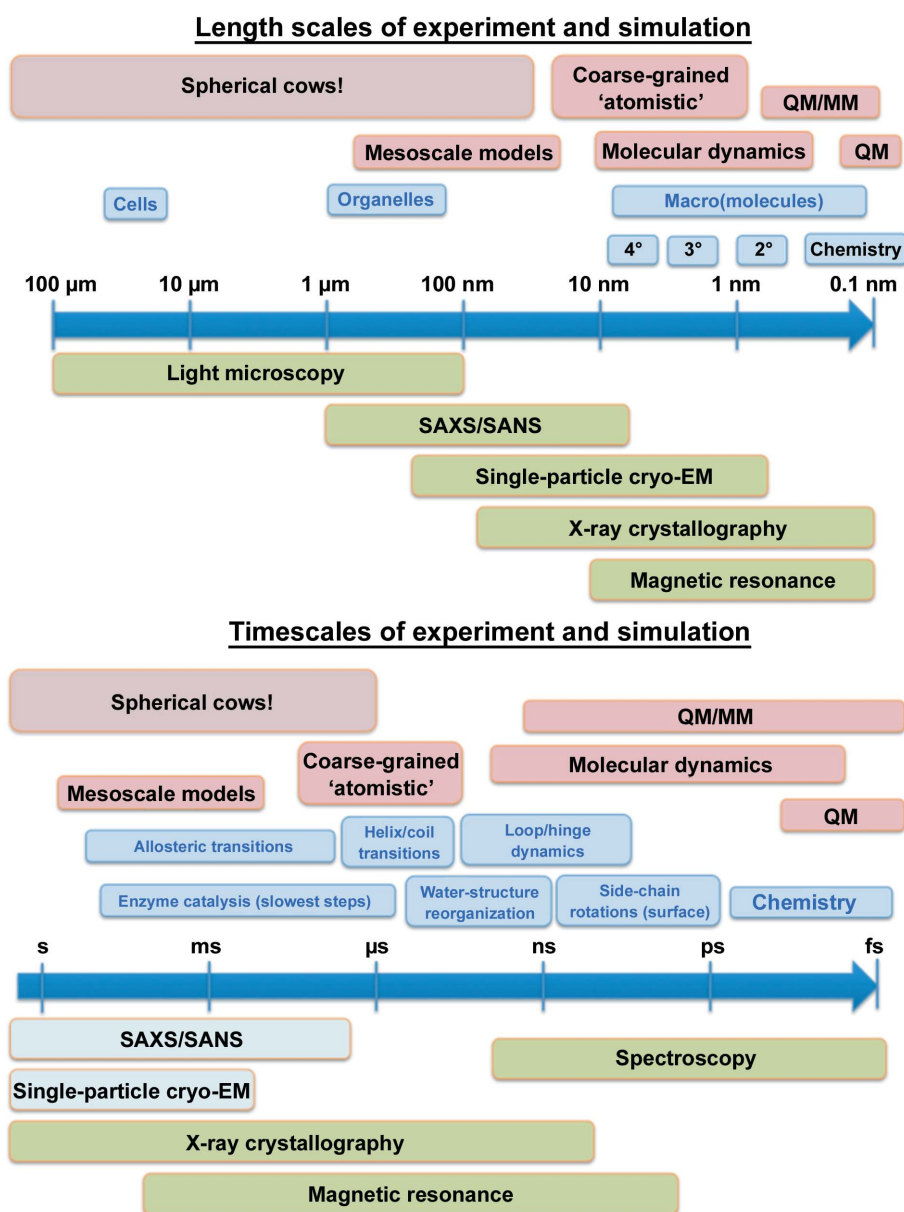 Length scales of experiment and simulation
Spherical cows!
Coarse-grained
‘atomistic’
QM/MM
Mesoscale models
Molecular dynamics
QM
Cells
Organelles
Macro(molecules)
4°
3°
2°
Chemistry
100 µm
10 µm
1 µm
100 nm
10 nm
1 nm
0.1 nm
Light microscopy
SAXS/SANS
Single-particle cryo-EM
X-ray crystallography
Magnetic resonance
Timescales of experiment and simulation
Spherical cows!
QM/MM
Coarse-grained
‘atomistic’
Molecular dynamics
Mesoscale models
QM
Allosteric transitions
Helix/coil
transitions
Loop/hinge
dynamics
Enzyme catalysis (slowest steps)
Water-structure
reorganization
Side-chain
rotations (surface)
Chemistry
s
ms
µs
ns
ps
fs
SAXS/SANS
Spectroscopy
Single-particle cryo-EM
X-ray crystallography
Magnetic resonance